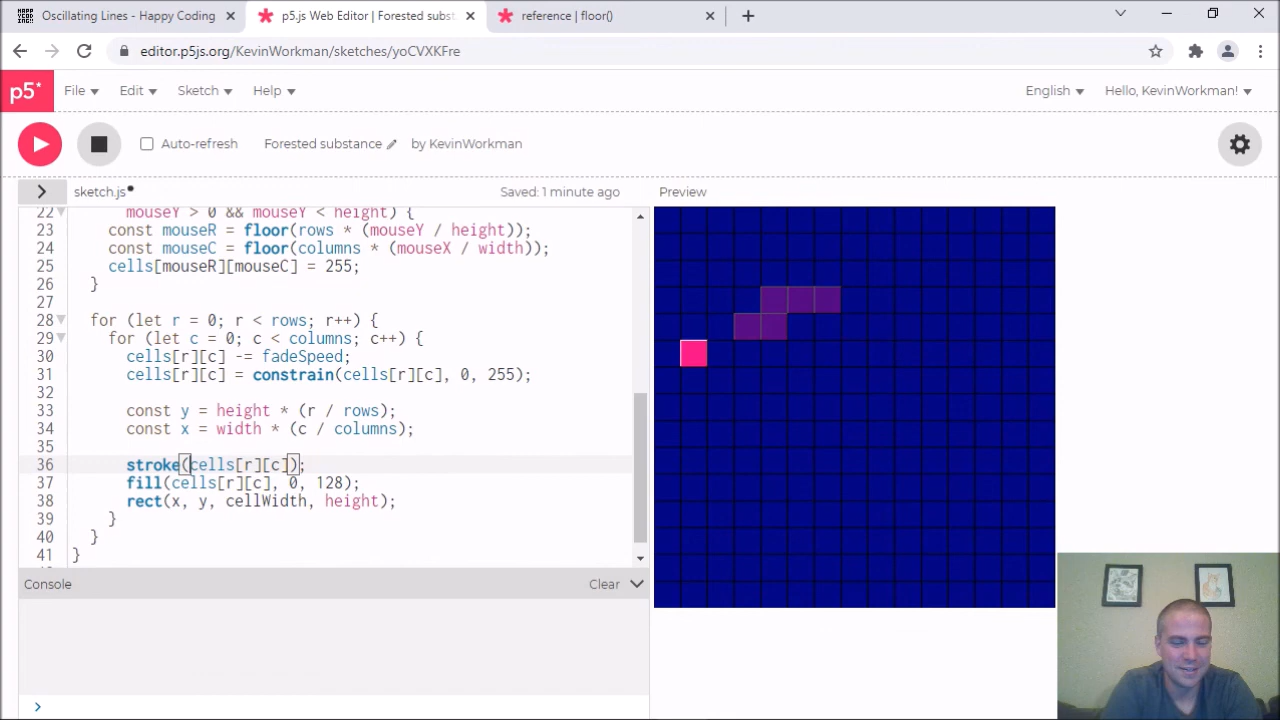 Oscillating Lines - Happy Coding
p5.js Web Editor | Forested subst
reference | floor()
editor.p5js.org/KevinWorkman/sketches/yoCVXKFre
p5*
File
Edit
Sketch
Help
English
Hello, KevinWorkman!
Auto-refresh
Forested substance
by KevinWorkman
sketch.js
Saved: 1 minute ago
Preview
22 mouseY > 0 && mouseY < height) {
23 const mouseR = floor(rows * (mouseY / height));
24 const mouseC = floor(columns * (mouseX / width));
25 cells[mouseR][mouseC] = 255;
26 }
27
28 for (let r = 0; r < rows; r++) {
29 for (let c = 0; c < columns; c++) {
30 cells[r][c] -= fadeSpeed;
31 cells[r][c] = constrain(cells[r][c], 0, 255);
32
33 const y = height * (r / rows);
34 const x = width * (c / columns);
35
36 stroke(cells[r][c]);
37 fill(cells[r][c], 0, 128);
38 rect(x, y, cellWidth, height);
39 }
40 }
41 }
Console
Clear
>